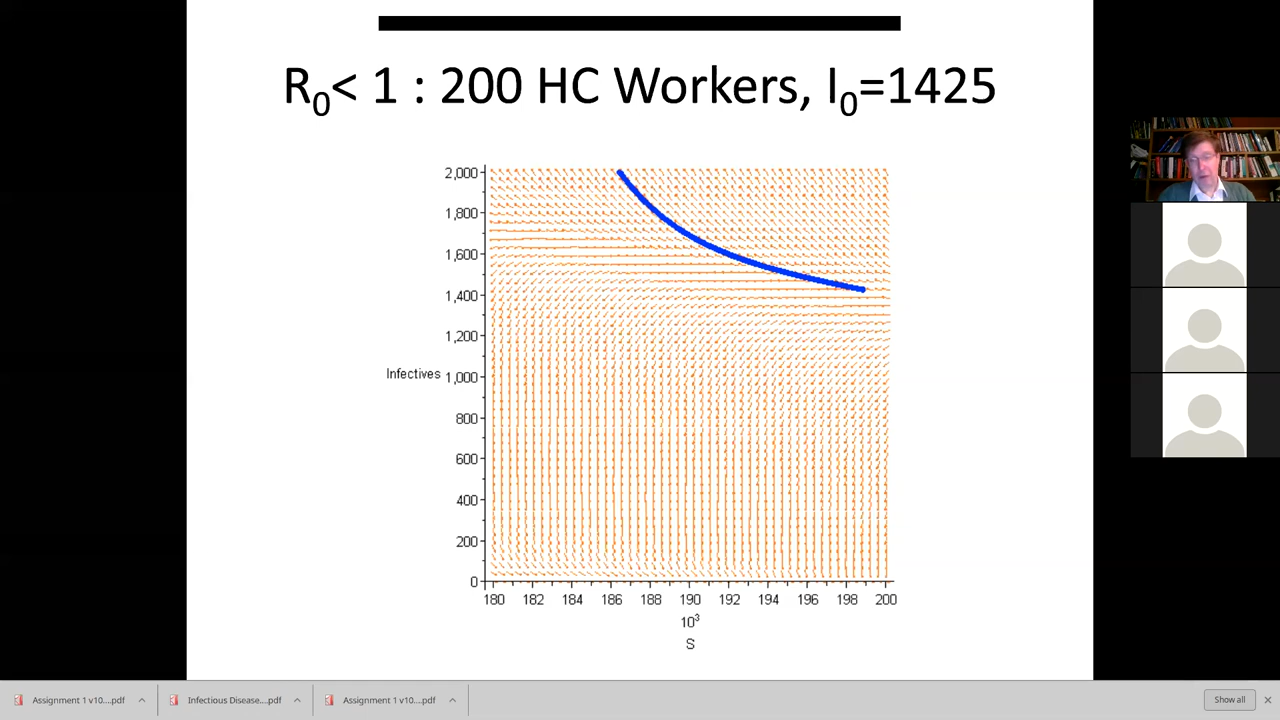 R0< 1 : 200 HC Workers, I0=1425
2,000
1,800
1,600
1,400
1,200
Infectives 1,000
800
600
400
200
0
180 182 184 186 188 190 192 194 196 198 200
10³
S
Assignment 1 v10....pdf Infectious Disease....pdf Assignment 1 v10....pdf Show all